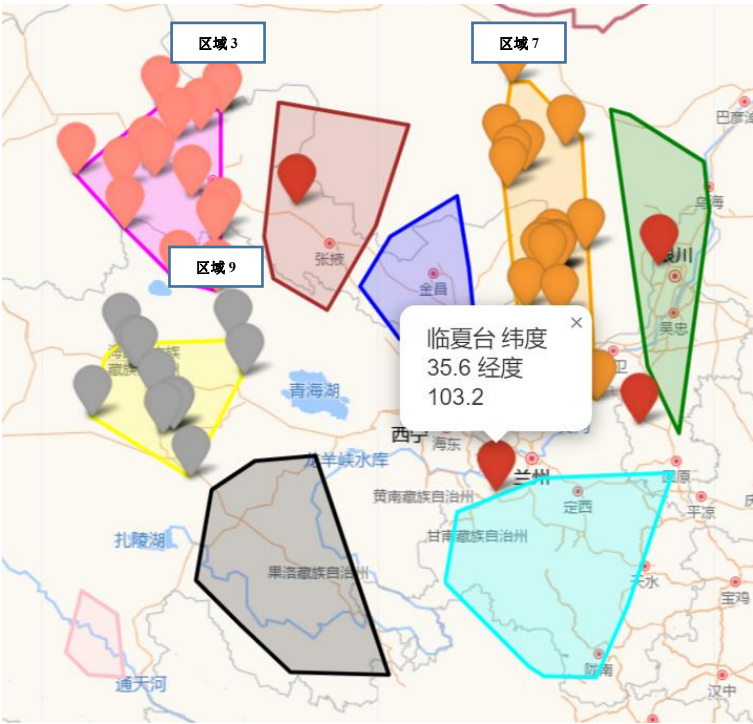 区域 3
区域 7
巴彦淖
乌海
张掖
银川
区域 9
金昌
吴忠
临夏台 纬度
35.6 经度
103.2
×
卫
藏族
青海湖
西宁
海东
龙羊峡水库
兰州
固原
黄南藏族自治州
定西
平凉
庆
扎陵湖
甘南藏族自治州
果洛藏族自治州
天水
宝鸡
陇南
通天河
汉中